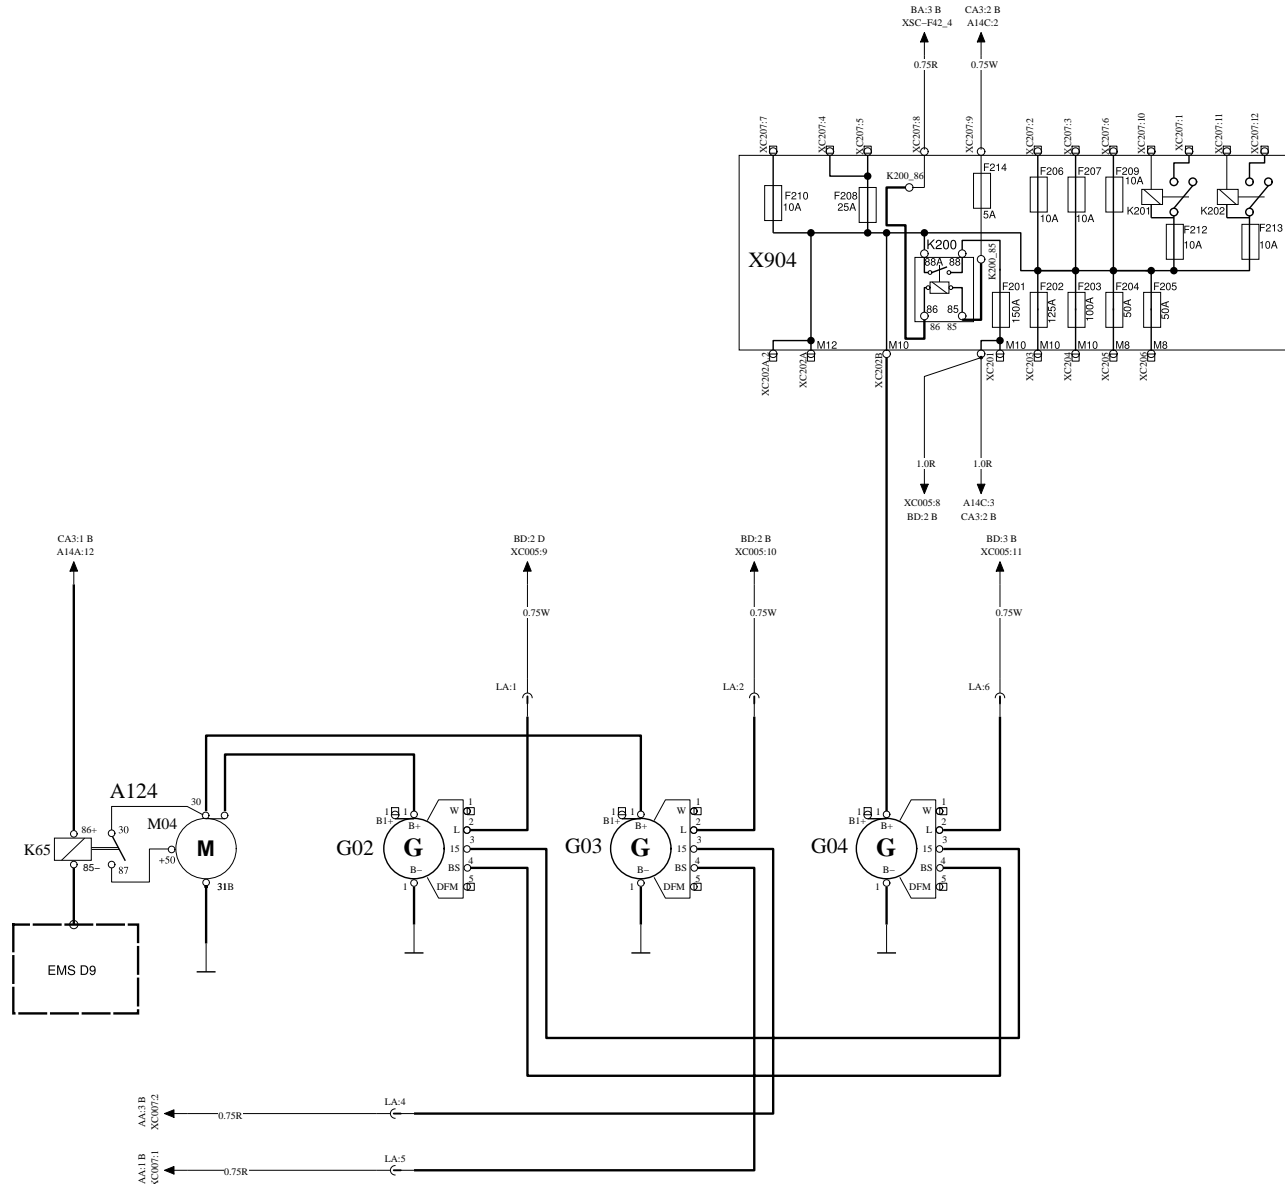 BA:3 B
XSC-F42_4
CA3:2 B
A14C:2
0.75R
0.75W
XC207:7
XC207:4
XC207:5
XC207:8
XC207:9
XC207:2
XC207:3
XC207:6
XC207:10
XC207:1
XC207:11
XC207:12
F210
10A
F208
25A
K200_86
F214
5A
F206
10A
F207
10A
F209
10A
K201
F212
10A
K202
F213
10A
X904
K200
88A
88
K200_85
86
85
86
85
F201
150A
F202
125A
F203
100A
F204
50A
F205
50A
M12
M10
M10
M10
M10
M8
M8
XC202A.2
XC202A
XC202B
XC201
XC203
XC204
XC205
XC206
1.0R
1.0R
XC005:8
BD:2 B
A14C:3
CA3:2 B
CA3:1 B
A14A:12
BD:2 D
XC005:9
BD:2 B
XC005:10
BD:3 B
XC005:11
0.75W
0.75W
0.75W
LA:1
LA:2
LA:6
A124
30
M04
M
+50
31B
K65
86+
85-
30
87
EMS D9
G02
G
1
B1+
1
B+
B-
1
W
1
L
2
15
3
BS
4
DFM
5
G03
G
1
B1+
1
B+
B-
1
W
1
L
2
15
3
BS
4
DFM
5
G04
G
1
B1+
1
B+
B-
1
W
1
L
2
15
3
BS
4
DFM
5
AA:3 B
XC007:2
0.75R
LA:4
AA:1 B
XC007:1
0.75R
LA:5